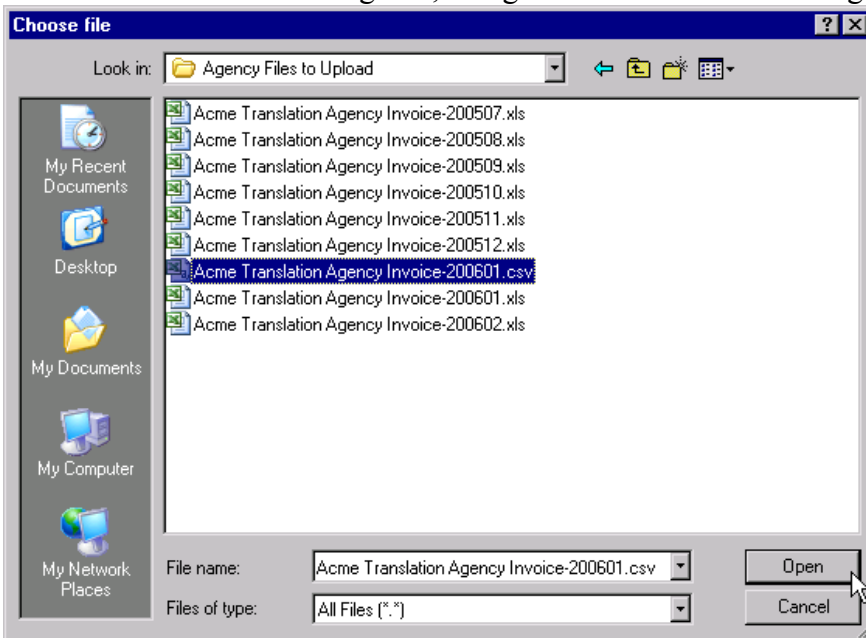 Choose file
Look in: Agency Files to Upload
Acme Translation Agency Invoice-200507.xls
Acme Translation Agency Invoice-200508.xls
Acme Translation Agency Invoice-200509.xls
Acme Translation Agency Invoice-200510.xls
Acme Translation Agency Invoice-200511.xls
Acme Translation Agency Invoice-200512.xls
Acme Translation Agency Invoice-200601.csv
Acme Translation Agency Invoice-200601.xls
Acme Translation Agency Invoice-200602.xls
My Recent
Documents
Desktop
My Documents
My Computer
My Network
Places
File name: Acme Translation Agency Invoice-200601.csv Open
Files of type: All Files (*.*) Cancel